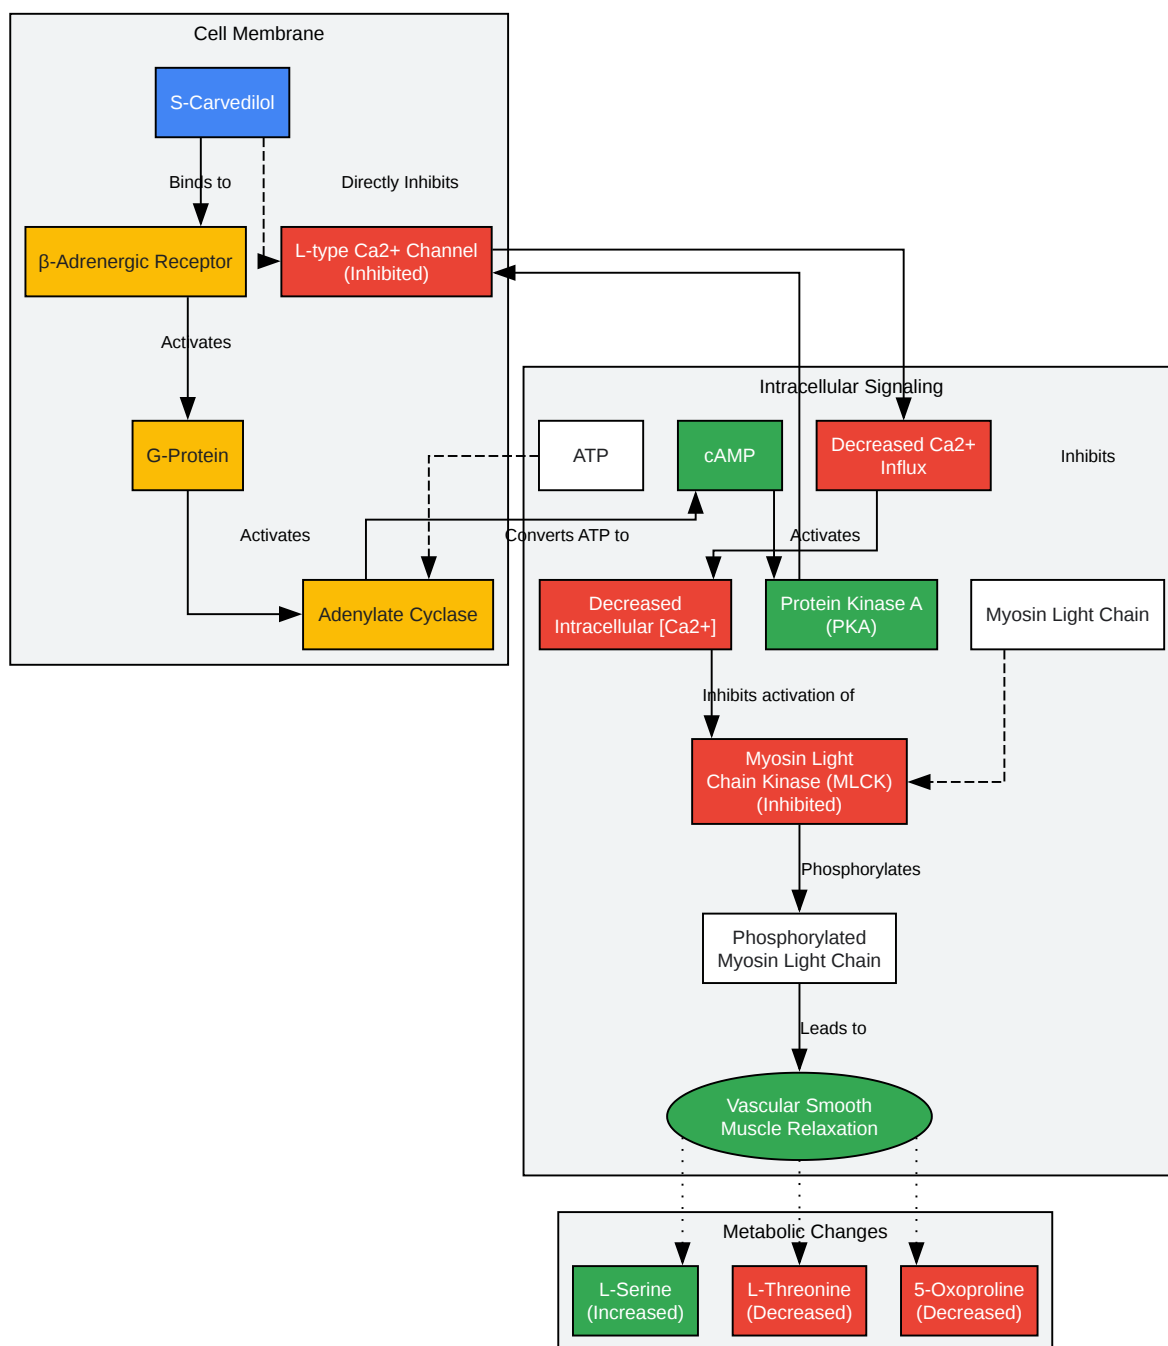 Cell Membrane
S-Carvedilol
Binds to
Directly Inhibits
β-Adrenergic Receptor
L-type Ca2+ Channel
(Inhibited)
Activates
Intracellular Signaling
G-Protein
ATP
cAMP
Decreased Ca2+
Influx
Inhibits
Activates
Converts ATP to
Activates
Adenylate Cyclase
Decreased
Intracellular [Ca2+]
Protein Kinase A
(PKA)
Myosin Light Chain
Inhibits activation of
Myosin Light
Chain Kinase (MLCK)
(Inhibited)
Phosphorylates
Phosphorylated
Myosin Light Chain
Leads to
Vascular Smooth
Muscle Relaxation
Metabolic Changes
L-Serine
(Increased)
L-Threonine
(Decreased)
5-Oxoproline
(Decreased)